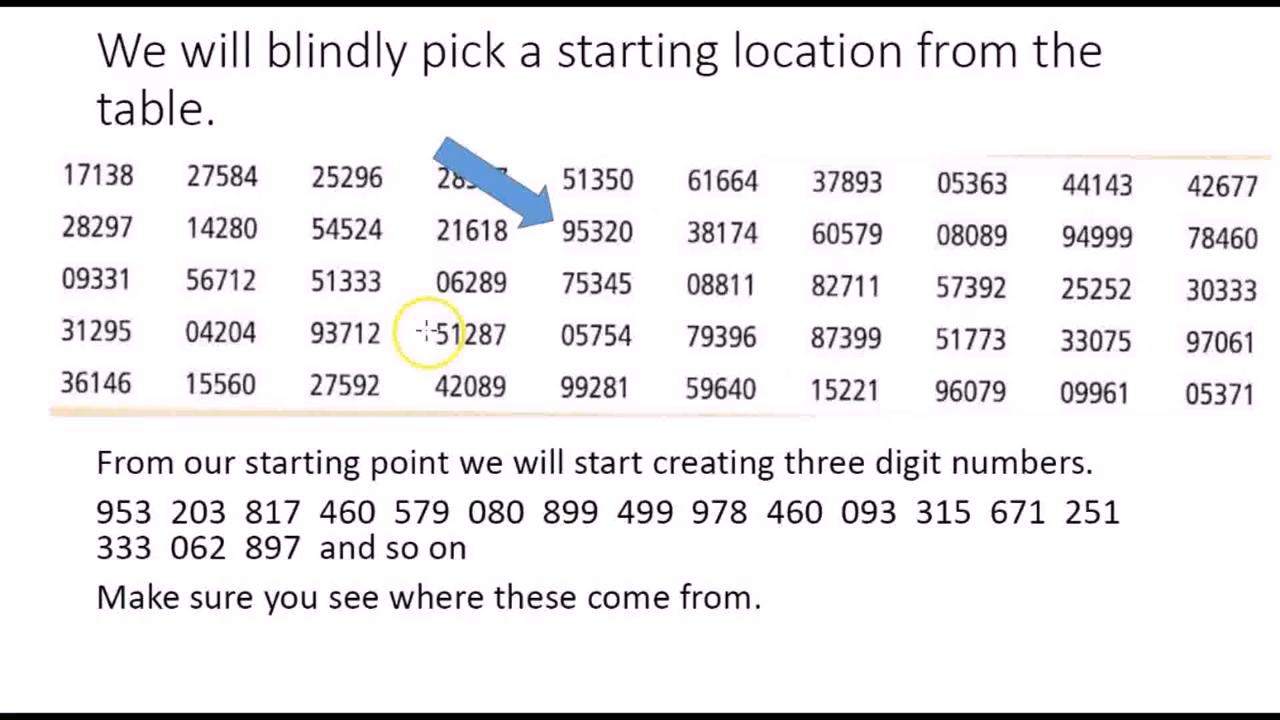 We will blindly pick a starting location from the
table.
17138 27584 25296 51350 61664 37893 05363 44143 42677
28297 14280 54524 21618 95320 38174 60579 08089 94999 78460
09331 56712 51333 06289 75345 08811 82711 57392 25252 30333
31295 04204 93712 51287 05754 79396 87399 51773 33075 97061
36146 15560 27592 42089 99281 59640 15221 96079 09961 05371
From our starting point we will start creating three digit numbers.
953 203 817 460 579 080 899 499 978 460 093 315 671 251
333 062 897 and so on
Make sure you see where these come from.